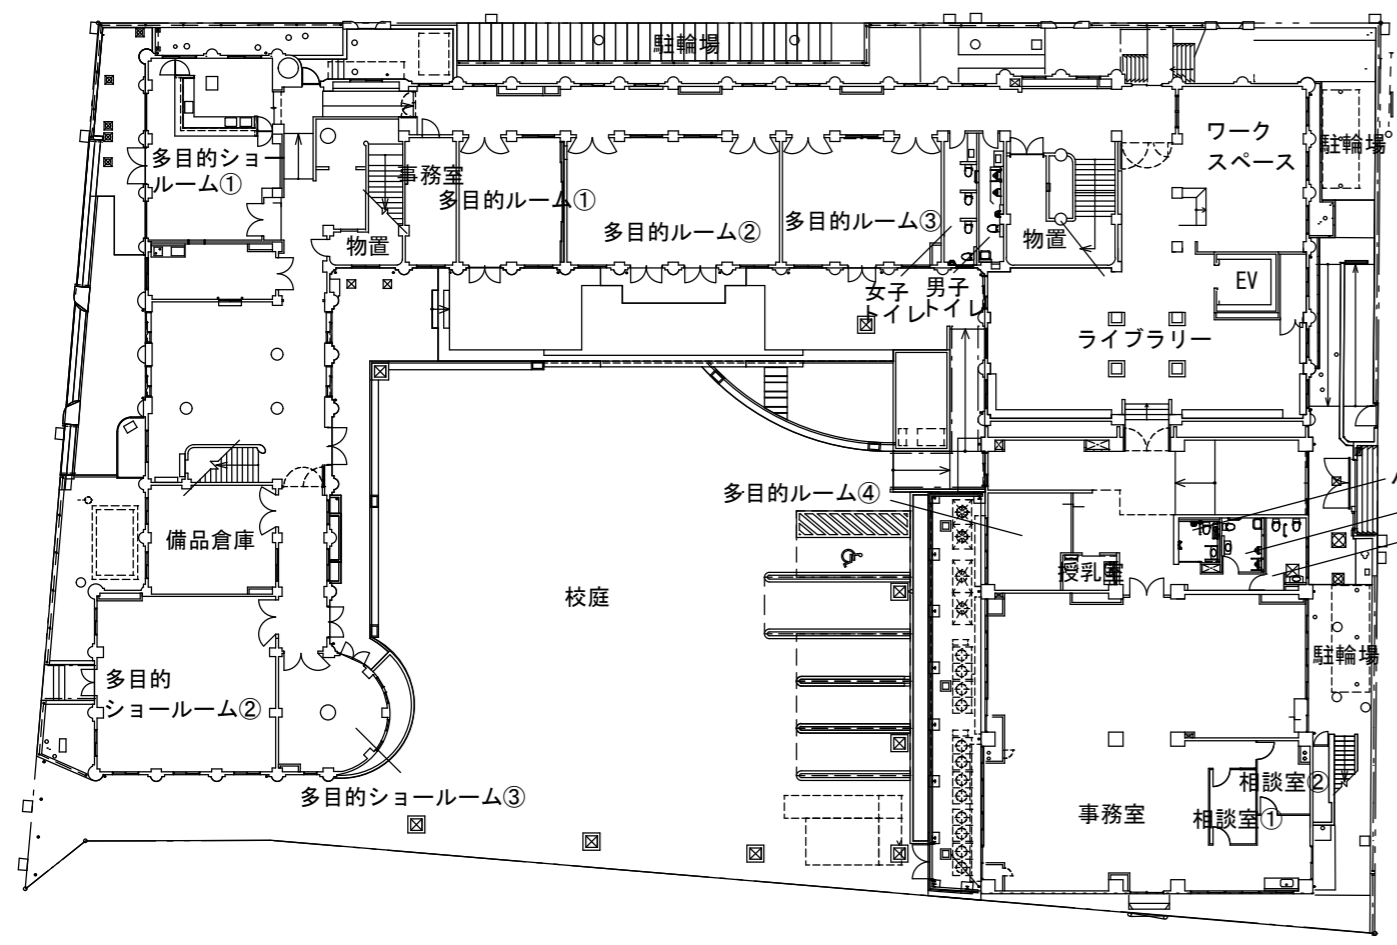 駐輪場
ワーク
スペース
駐輪場
多目的ショー
ルーム①
事務室
多目的ルーム①
多目的ルーム②
多目的ルーム③
物置
物置
女子
トイレ
男子
トイレ
EV
ライブラリー
多目的ルーム④
備品倉庫
授乳室
校庭
駐輪場
多目的
ショールーム②
多目的ショールーム③
事務室
相談室②
相談室①